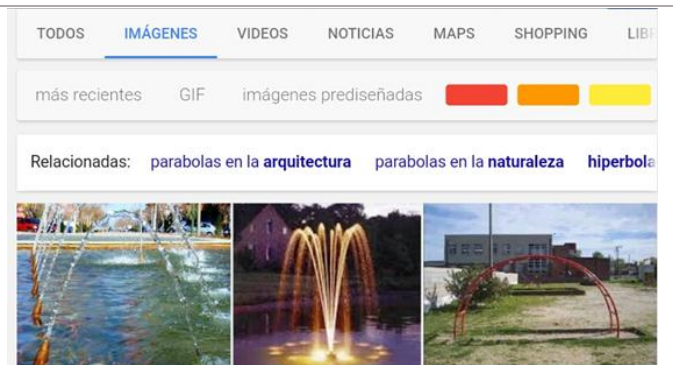 TODOS IMÁGENES VIDEOS NOTICIAS MAPS SHOPPING LIB
más recientes GIF imágenes prediseñadas
Relacionadas: parabolas en la arquitectura parabolas en la naturaleza hiperbola